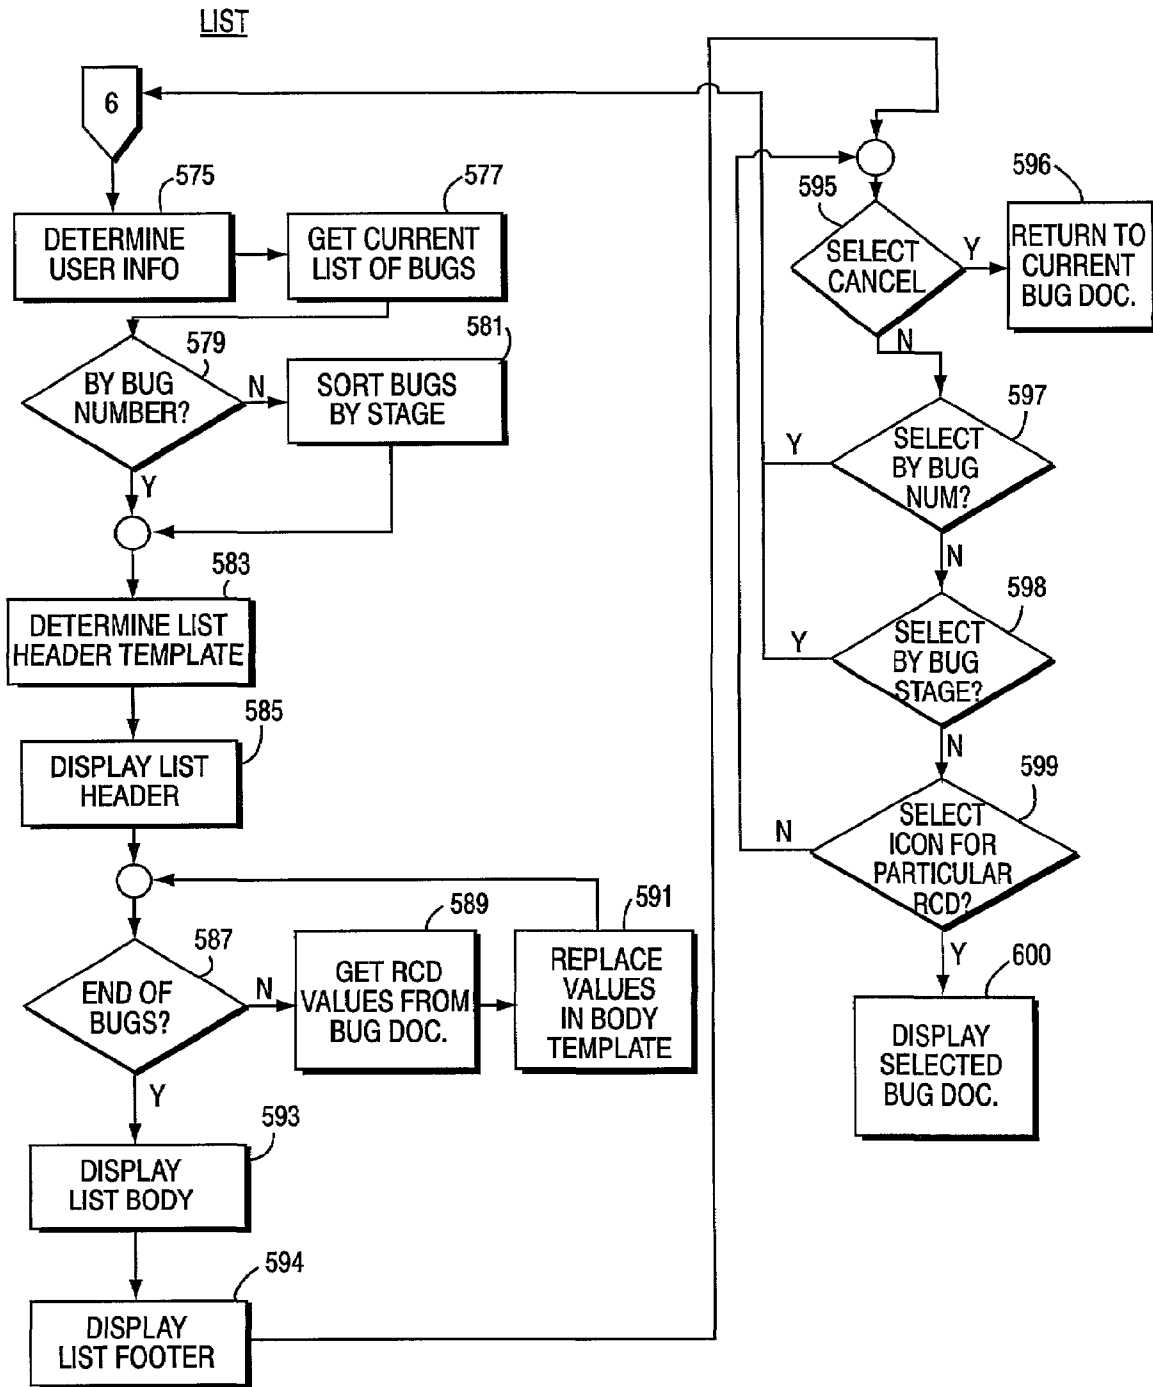 LIST
6
575
DETERMINE
USER INFO
577
GET CURRENT
LIST OF BUGS
579
BY BUG
NUMBER?
N
Y
581
SORT BUGS
BY STAGE
583
DETERMINE LIST
HEADER TEMPLATE
585
DISPLAY LIST
HEADER
587
END OF
BUGS?
N
Y
589
GET RCD
VALUES FROM
BUG DOC.
591
REPLACE
VALUES
IN BODY
TEMPLATE
593
DISPLAY
LIST BODY
594
DISPLAY
LIST FOOTER
595
SELECT
CANCEL
Y
N
596
RETURN TO
CURRENT
BUG DOC.
597
SELECT
BY BUG
NUM?
Y
N
598
SELECT
BY BUG
STAGE?
Y
N
599
SELECT
ICON FOR
PARTICULAR
RCD?
N
Y
600
DISPLAY
SELECTED
BUG DOC.